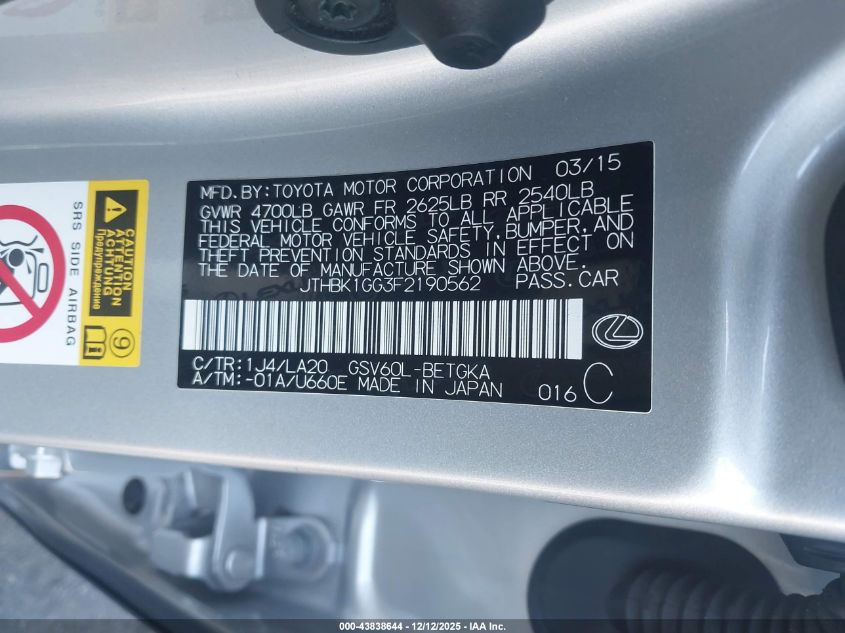 MFD.BY:TOYOTA MOTOR CORPORATION 03/15
GVWR 4700LB GAWR FR 2625LB RR 2540LB
THIS VEHICLE CONFORMS TO ALL APPLICABLE
FEDERAL MOTOR VEHICLE SAFETY,BUMPER,AND
THEFT PREVENTION STANDARDS IN EFFECT ON
THE DATE OF MANUFACTURE SHOWN ABOVE.
JTHBK1GG3F2190562 PASS.CAR
C/TR:1J4/LA20 GSV60L-BETGKA
A/TM:-01A/U660E MADE IN JAPAN
016 C
SRS SIDE AIRBAG
CAUTION
ATTENTION
Предупреждение
9
000-43838644 - 12/12/2025 - IAA Inc.